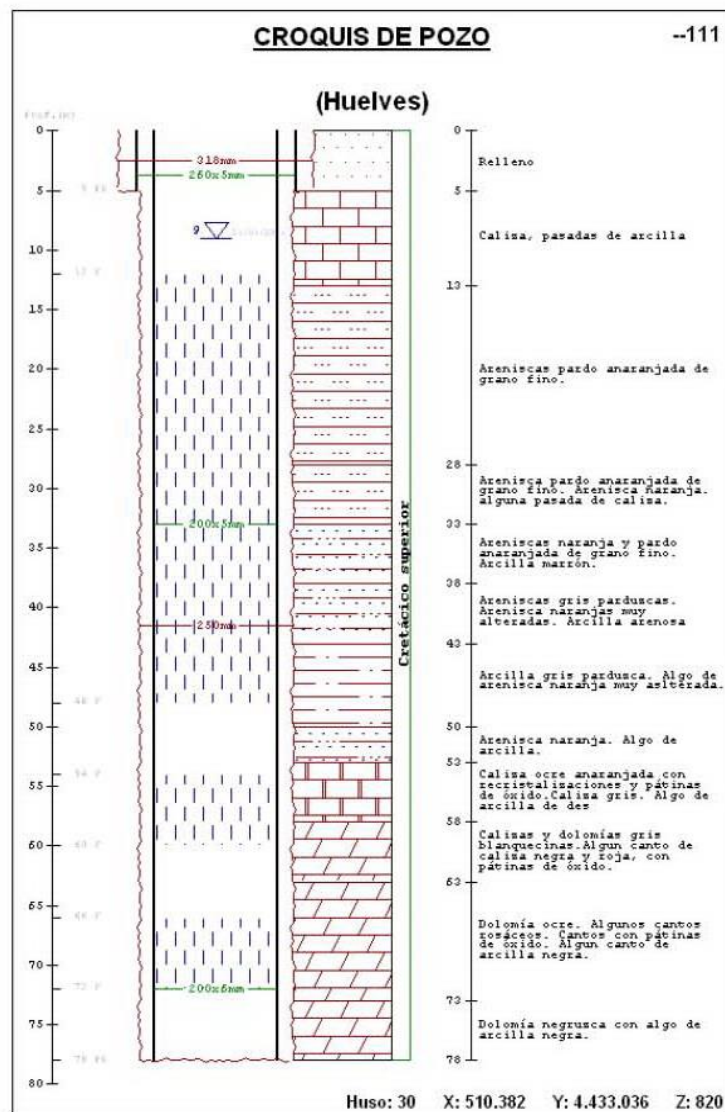 CROQUIS DE POZO
--111
(Huelves)
0
5
10
15
20
25
30
35
40
45
50
55
60
65
70
75
80
318mm
260x5mm
9
200x5mm
250mm
200x5mm
Cretácico superior
0
Relleno
5
Caliza, pasadas de arcilla
13
Areniscas pardo anaranjada de
grano fino.
28
Arenisca pardo anaranjada de
grano fino. Arenisca naranja.
alguna pasada de caliza.
33
Areniscas naranja y pardo
anaranjada de grano fino.
Arcilla marrón.
38
Areniscas gris parduzcas.
Arenisca naranjas muy
alteradas. Arcilla arenosa
43
Arcilla gris parduzca. Algo de
arenisca naranja muy aslterada.
50
Arenisca naranja. Algo de
arcilla.
53
Caliza ocre anaranjada con
recristalizaciones y pátinas
de óxido.Caliza gris. Algo de
arcilla de des
58
Calizas y dolomías gris
blanquecinas.Algun canto de
caliza negra y roja, con
pátinas de óxido.
63
Dolomía ocre. Algunos cantos
rosáceos. Cantos con pátinas
de óxido. Algun canto de
arcilla negra.
73
Dolomía negruzca con algo de
arcilla negra.
78
Huso: 30 X: 510.382 Y: 4.433.036 Z: 820